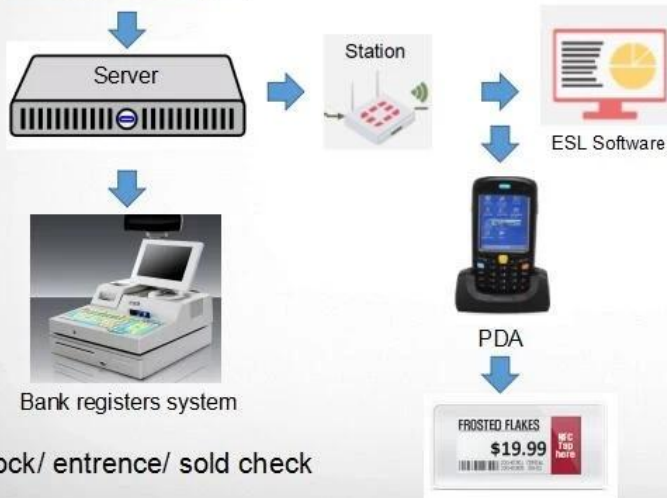 Server
Station
ESL Software
PDA
Bank registers system
FROSTED FLAKES
$19.99
NFC
Tap
here
ock/ entrence/ sold check